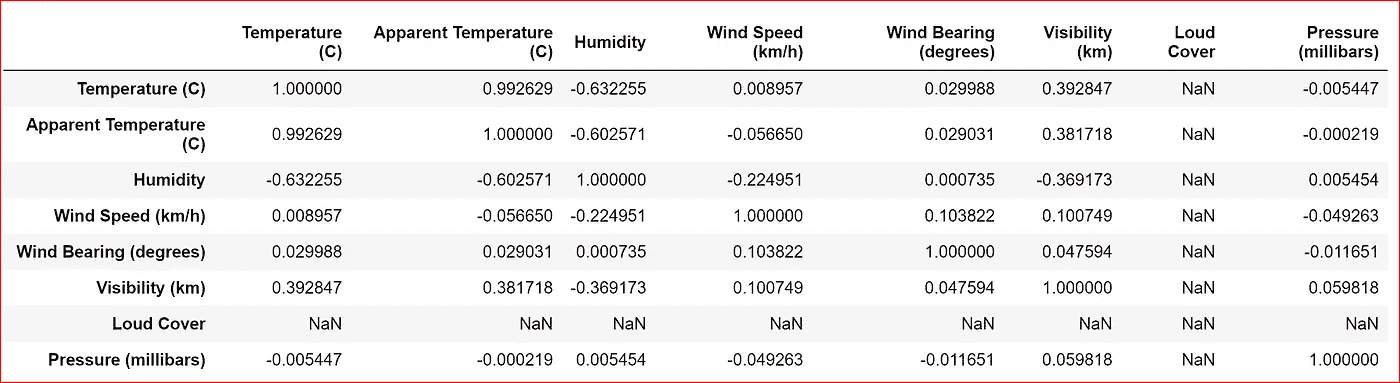 Temperature (C) Apparent Temperature (C) Humidity Wind Speed (km/h) Wind Bearing (degrees) Visibility (km) Loud Cover Pressure (millibars)
Temperature (C) 1.000000 0.992629 -0.632255 0.008957 0.029988 0.392847 NaN -0.005447
Apparent Temperature (C) 0.992629 1.000000 -0.602571 -0.056650 0.029031 0.381718 NaN -0.000219
Humidity -0.632255 -0.602571 1.000000 -0.224951 0.000735 -0.369173 NaN 0.005454
Wind Speed (km/h) 0.008957 -0.056650 -0.224951 1.000000 0.103822 0.100749 NaN -0.049263
Wind Bearing (degrees) 0.029988 0.029031 0.000735 0.103822 1.000000 0.047594 NaN -0.011651
Visibility (km) 0.392847 0.381718 -0.369173 0.100749 0.047594 1.000000 NaN 0.059818
Loud Cover NaN NaN NaN NaN NaN NaN NaN NaN
Pressure (millibars) -0.005447 -0.000219 0.005454 -0.049263 -0.011651 0.059818 NaN 1.000000